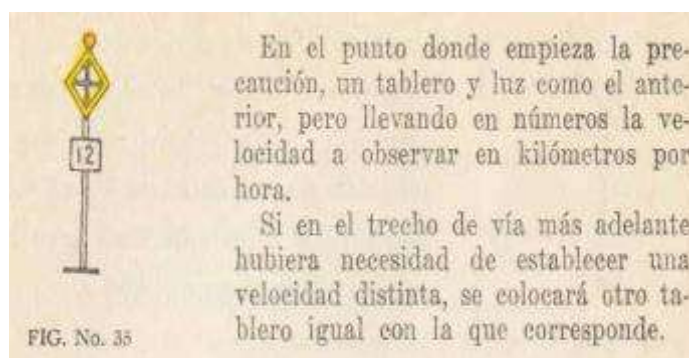 12
En el punto donde empieza la pre-
caución, un tablero y luz como el ante-
rior, pero llevando en números la ve-
locidad a observar en kilómetros por
hora.
Si en el trecho de vía más adelante
hubiera necesidad de establecer una
velocidad distinta, se colocará otro ta-
blero igual con la que corresponde.
FIG. No. 35